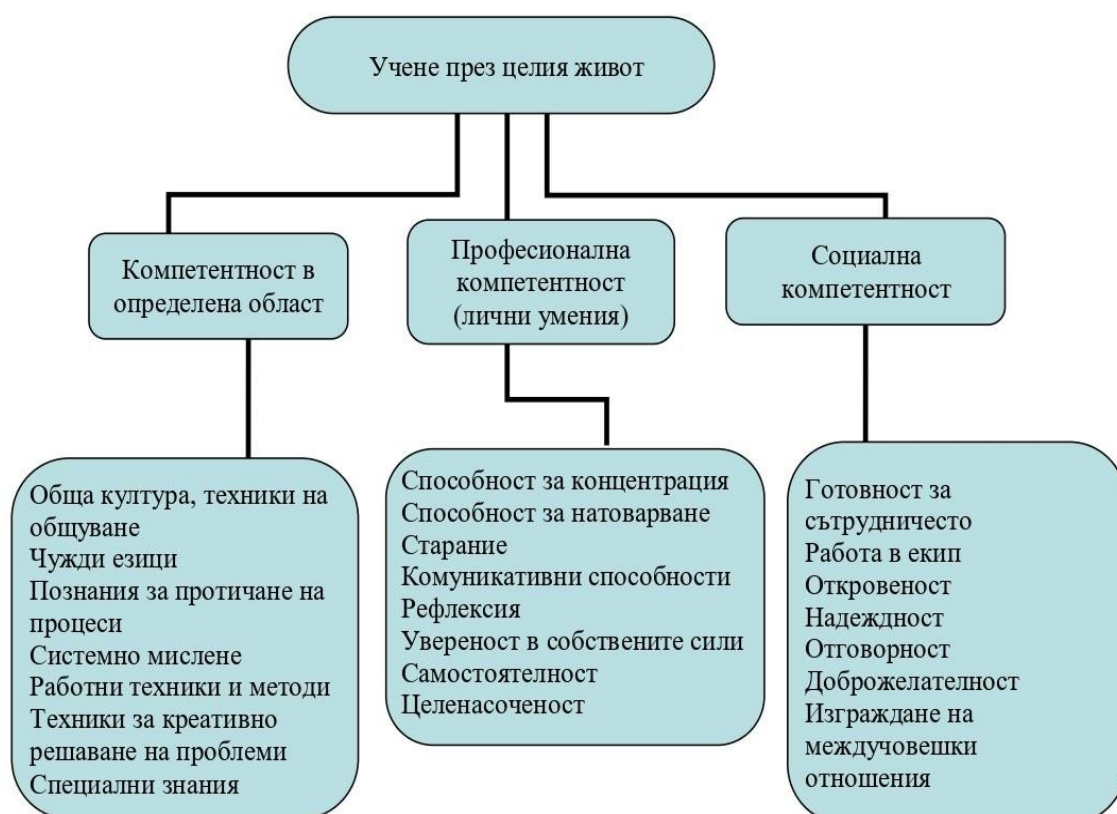 Учене през целия живот
Компетентност в
определена област
Професионална
компетентност
(лични умения)
Социална
компетентност
Обща култура, техники на
общуване
Чужди езици
Познания за протичане на
процеси
Системно мислене
Работни техники и методи
Техники за креативно
решаване на проблеми
Специални знания
Способност за концентрация
Способност за натоварване
Старание
Комуникативни способности
Рефлексия
Увереност в собствените сили
Самостоятелност
Целенасоченост
Готовност за
сътрудничесто
Работа в екип
Откровеност
Надеждност
Отговорност
Доброжелателност
Изграждане на
междучовешки
отношения